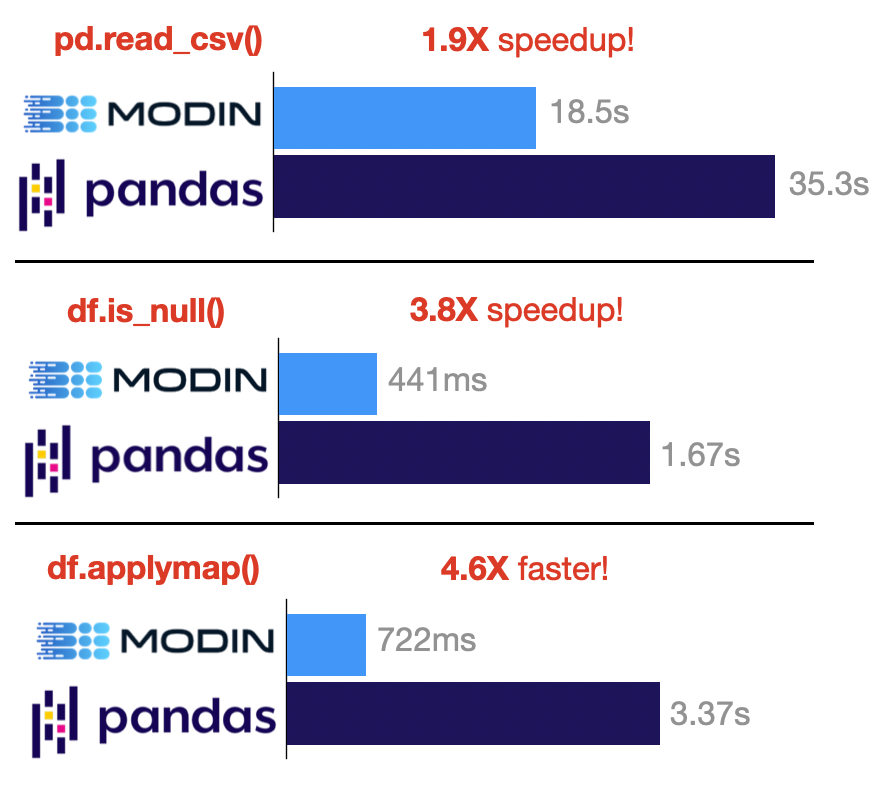 pd.read_csv() 1.9X speedup!
MODIN 18.5s
pandas 35.3s
df.is_null() 3.8X speedup!
MODIN 441ms
pandas 1.67s
df.applymap() 4.6X faster!
MODIN 722ms
pandas 3.37s